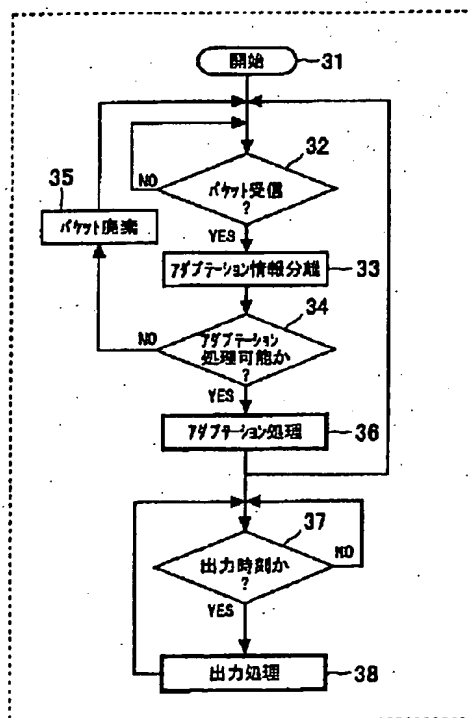 開始
31
32
パケット受信
?
NO
YES
35
パケット廃棄
アダプテーション情報分離
33
34
アダプテーション
処理可能か
?
NO
YES
アダプテーション処理
36
37
出力時刻か
?
NO
YES
出力処理
38